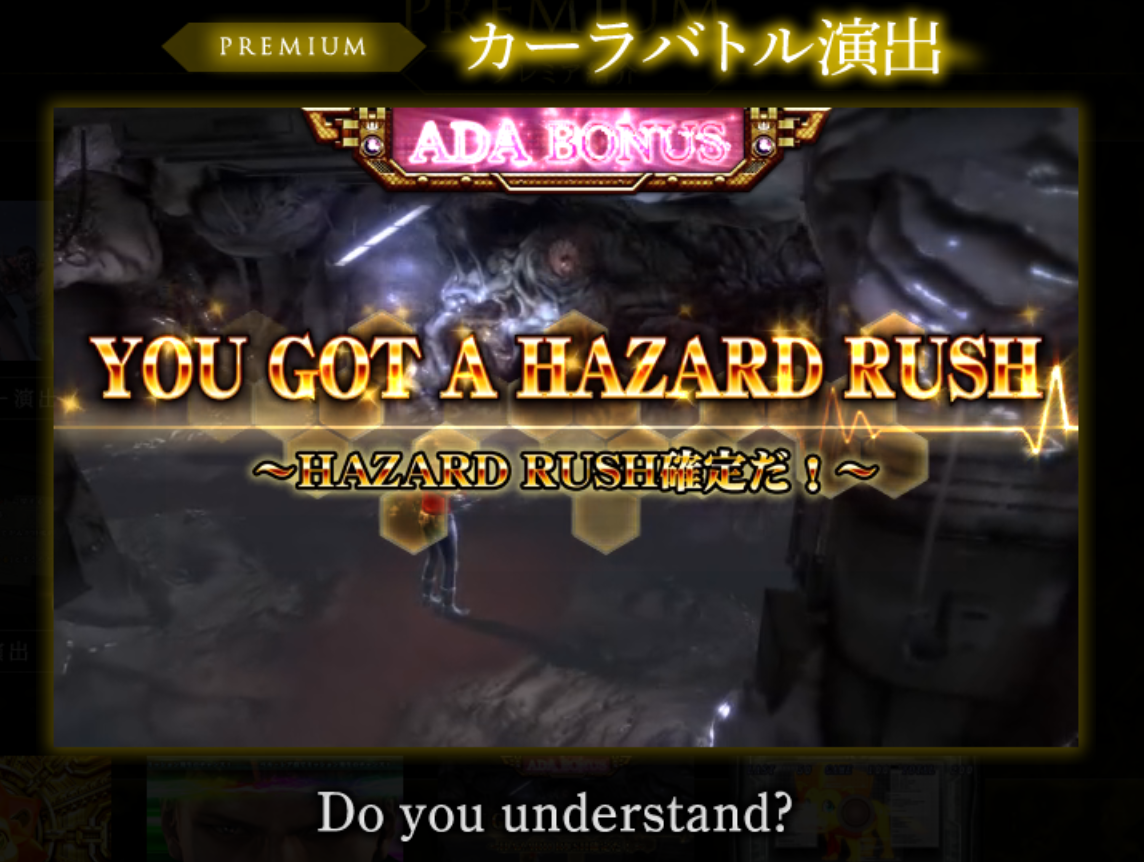 PREMIUM
PREMIUM カーラバトル演出
ADA BONUS
YOU GOT A HAZARD RUSH
～HAZARD RUSH確定だ！～
Do you understand?